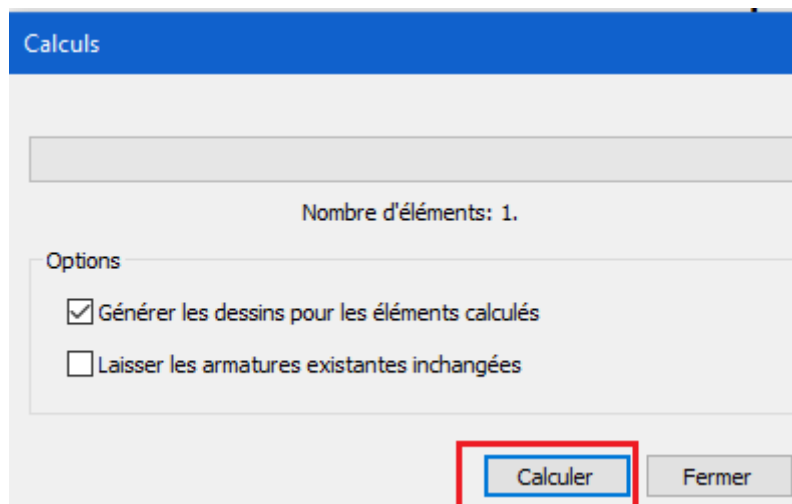 Calculs
Nombre d'éléments: 1.
Options
Générer les dessins pour les éléments calculés
Laisser les armatures existantes inchangées
Calculer
Fermer